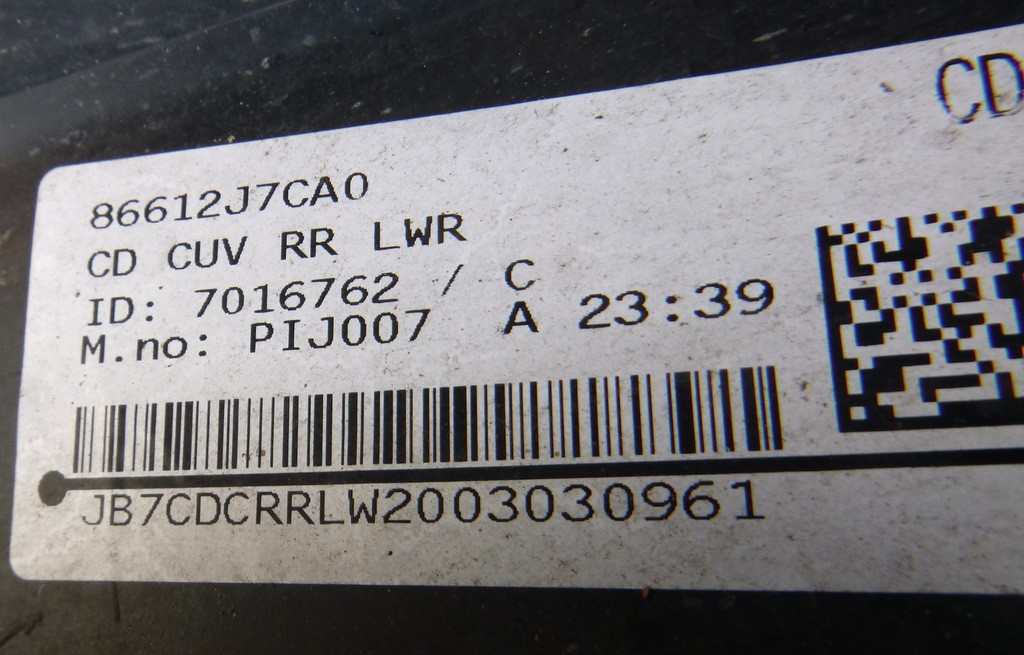 CD
86612J7CA0
CD CUV RR LWR
ID: 7016762 / C
M.no: PIJ007 A 23:39
JB7CDCRRLW2003030961